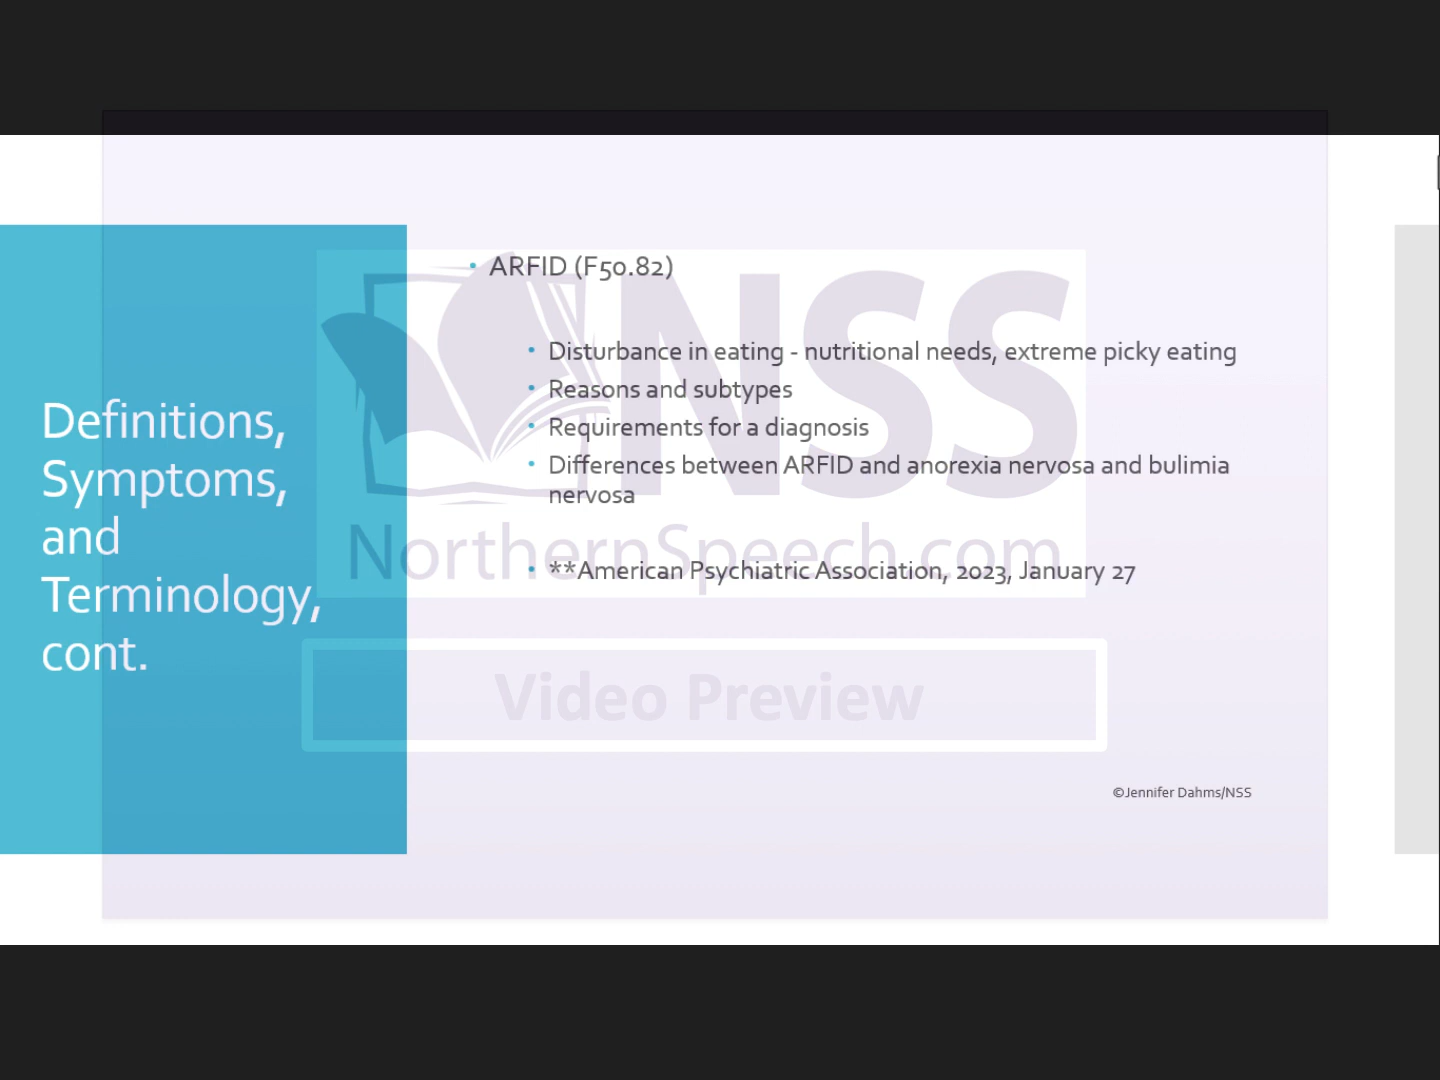 Definitions,
Symptoms,
and
Terminology,
cont.
• ARFID (F50.82)
• Disturbance in eating - nutritional needs, extreme picky eating
• Reasons and subtypes
• Requirements for a diagnosis
• Differences between ARFID and anorexia nervosa and bulimia
nervosa
• **American Psychiatric Association, 2023, January 27
NSS
NorthernSpeech.com
Video Preview
©Jennifer Dahms/NSS